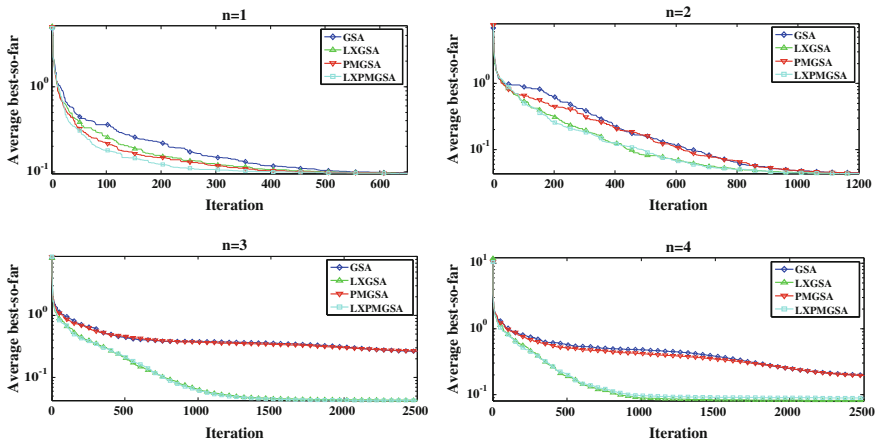 n=1
GSA
LXGSA
PMGSA
LXPMGSA
Average best-so-far
10^0
10^-1
0 100 200 300 400 500 600
Iteration
n=2
GSA
LXGSA
PMGSA
LXPMGSA
Average best-so-far
10^0
10^-1
0 200 400 600 800 1000 1200
Iteration
n=3
GSA
LXGSA
PMGSA
LXPMGSA
Average best-so-far
10^0
10^-1
0 500 1000 1500 2000 2500
Iteration
n=4
GSA
LXGSA
PMGSA
LXPMGSA
Average best-so-far
10^1
10^0
10^-1
0 500 1000 1500 2000 2500
Iteration